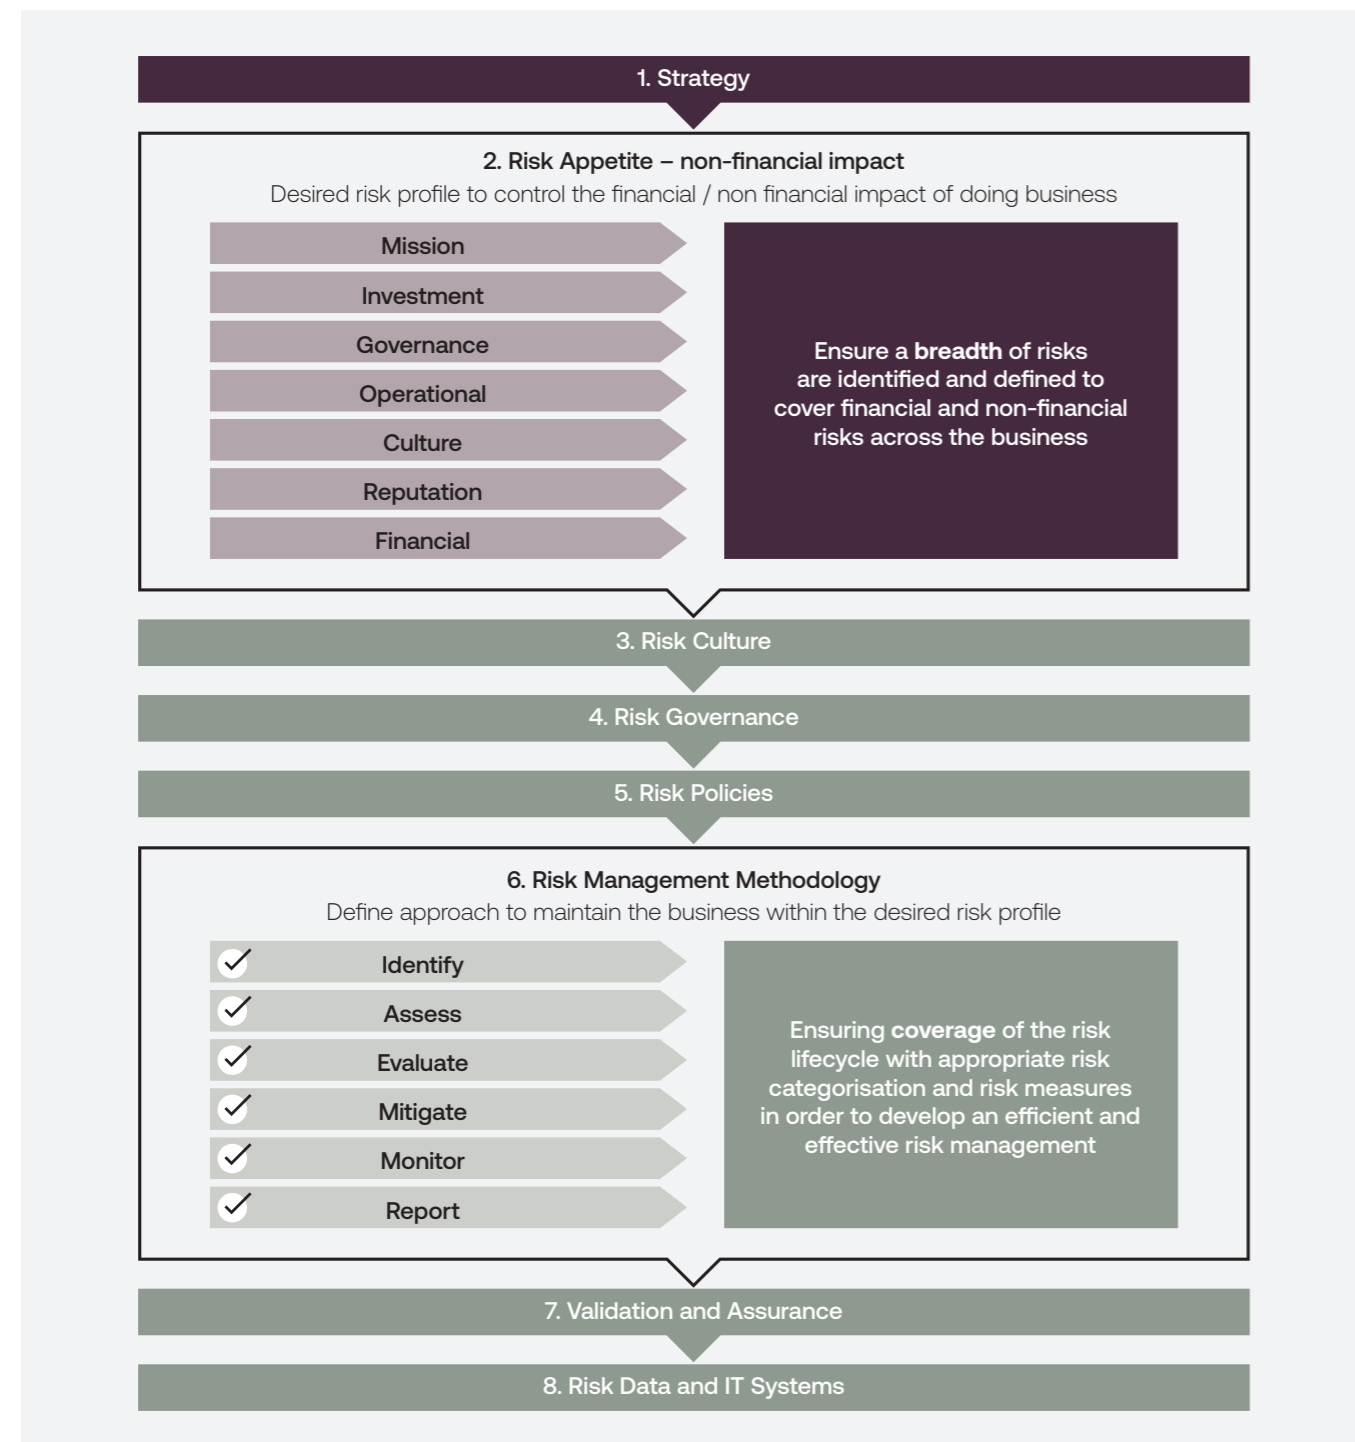 1. Strategy
2. Risk Appetite – non-financial impact
Desired risk profile to control the financial / non financial impact of doing business
Mission
Investment
Governance
Operational
Culture
Reputation
Financial
Ensure a breadth of risks
are identified and defined to
cover financial and non-financial
risks across the business
3. Risk Culture
4. Risk Governance
5. Risk Policies
6. Risk Management Methodology
Define approach to maintain the business within the desired risk profile
Identify
Assess
Evaluate
Mitigate
Monitor
Report
Ensuring coverage of the risk
lifecycle with appropriate risk
categorisation and risk measures
in order to develop an efficient and
effective risk management
7. Validation and Assurance
8. Risk Data and IT Systems